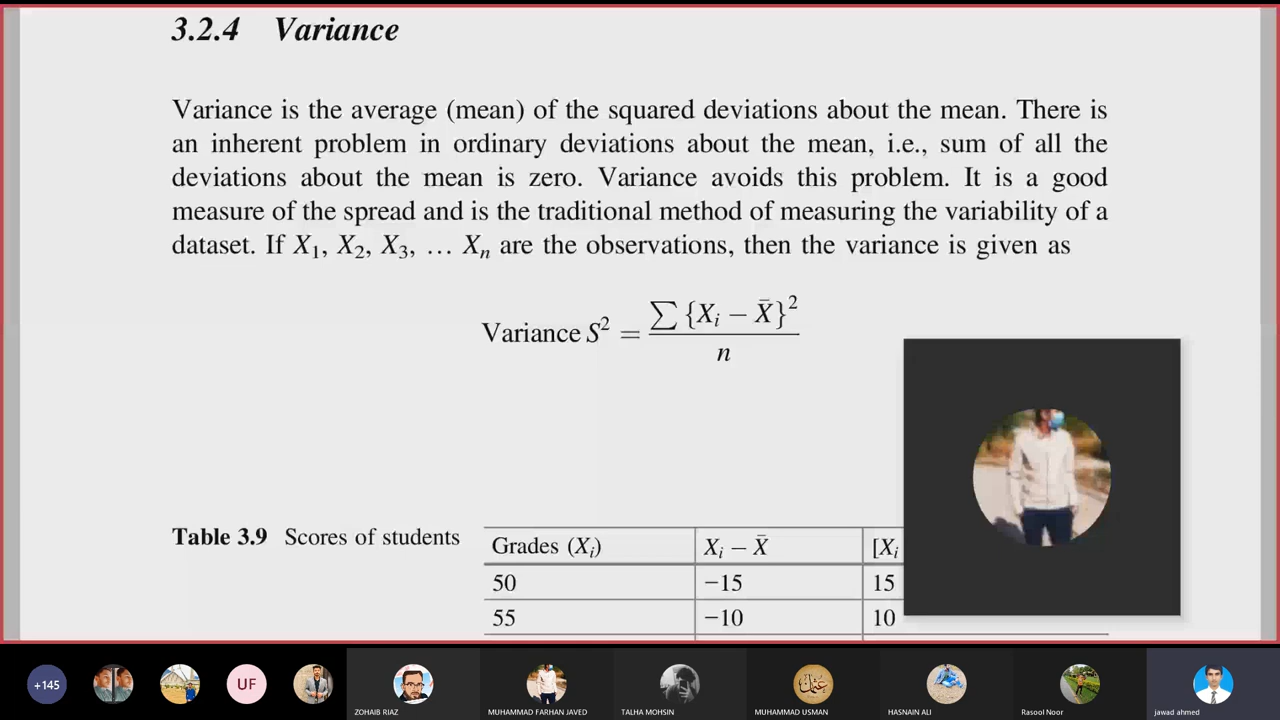 3.2.4 Variance
Variance is the average (mean) of the squared deviations about the mean. There is
an inherent problem in ordinary deviations about the mean, i.e., sum of all the
deviations about the mean is zero. Variance avoids this problem. It is a good
measure of the spread and is the traditional method of measuring the variability of a
dataset. If X₁, X₂, X₃, … Xₙ are the observations, then the variance is given as
Variance S² = ∑ {Xᵢ − X̄}² / n
Table 3.9 Scores of students
Grades (Xᵢ) Xᵢ − X̄ [Xᵢ
50 −15 15
55 −10 10
+145 UF
ZOHAIB RIAZ MUHAMMAD FARHAN JAVED TALHA MOHSIN MUHAMMAD USMAN HASNAIN ALI Rasool Noor jawad ahmed